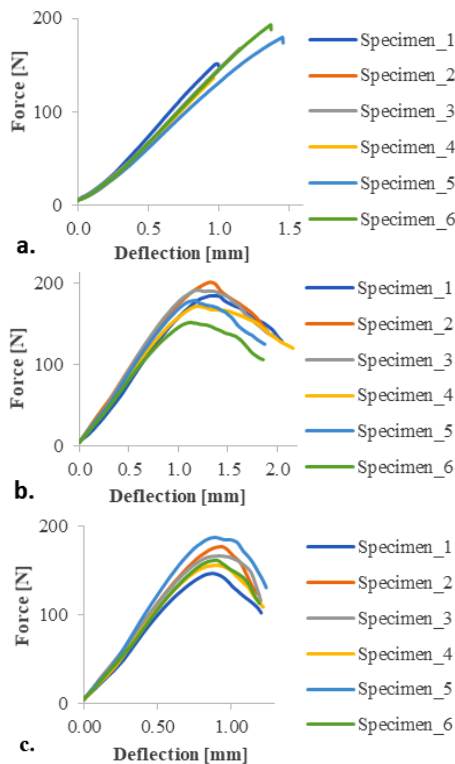 200
100
0
0.0 0.5 1.0 1.5
Force [N]
Deflection [mm]
a.
Specimen_1
Specimen_2
Specimen_3
Specimen_4
Specimen_5
Specimen_6
200
100
0
0.0 0.5 1.0 1.5 2.0
Force [N]
Deflection [mm]
b.
Specimen_1
Specimen_2
Specimen_3
Specimen_4
Specimen_5
Specimen_6
200
100
0
0.00 0.50 1.00
Force [N]
Deflection [mm]
c.
Specimen_1
Specimen_2
Specimen_3
Specimen_4
Specimen_5
Specimen_6